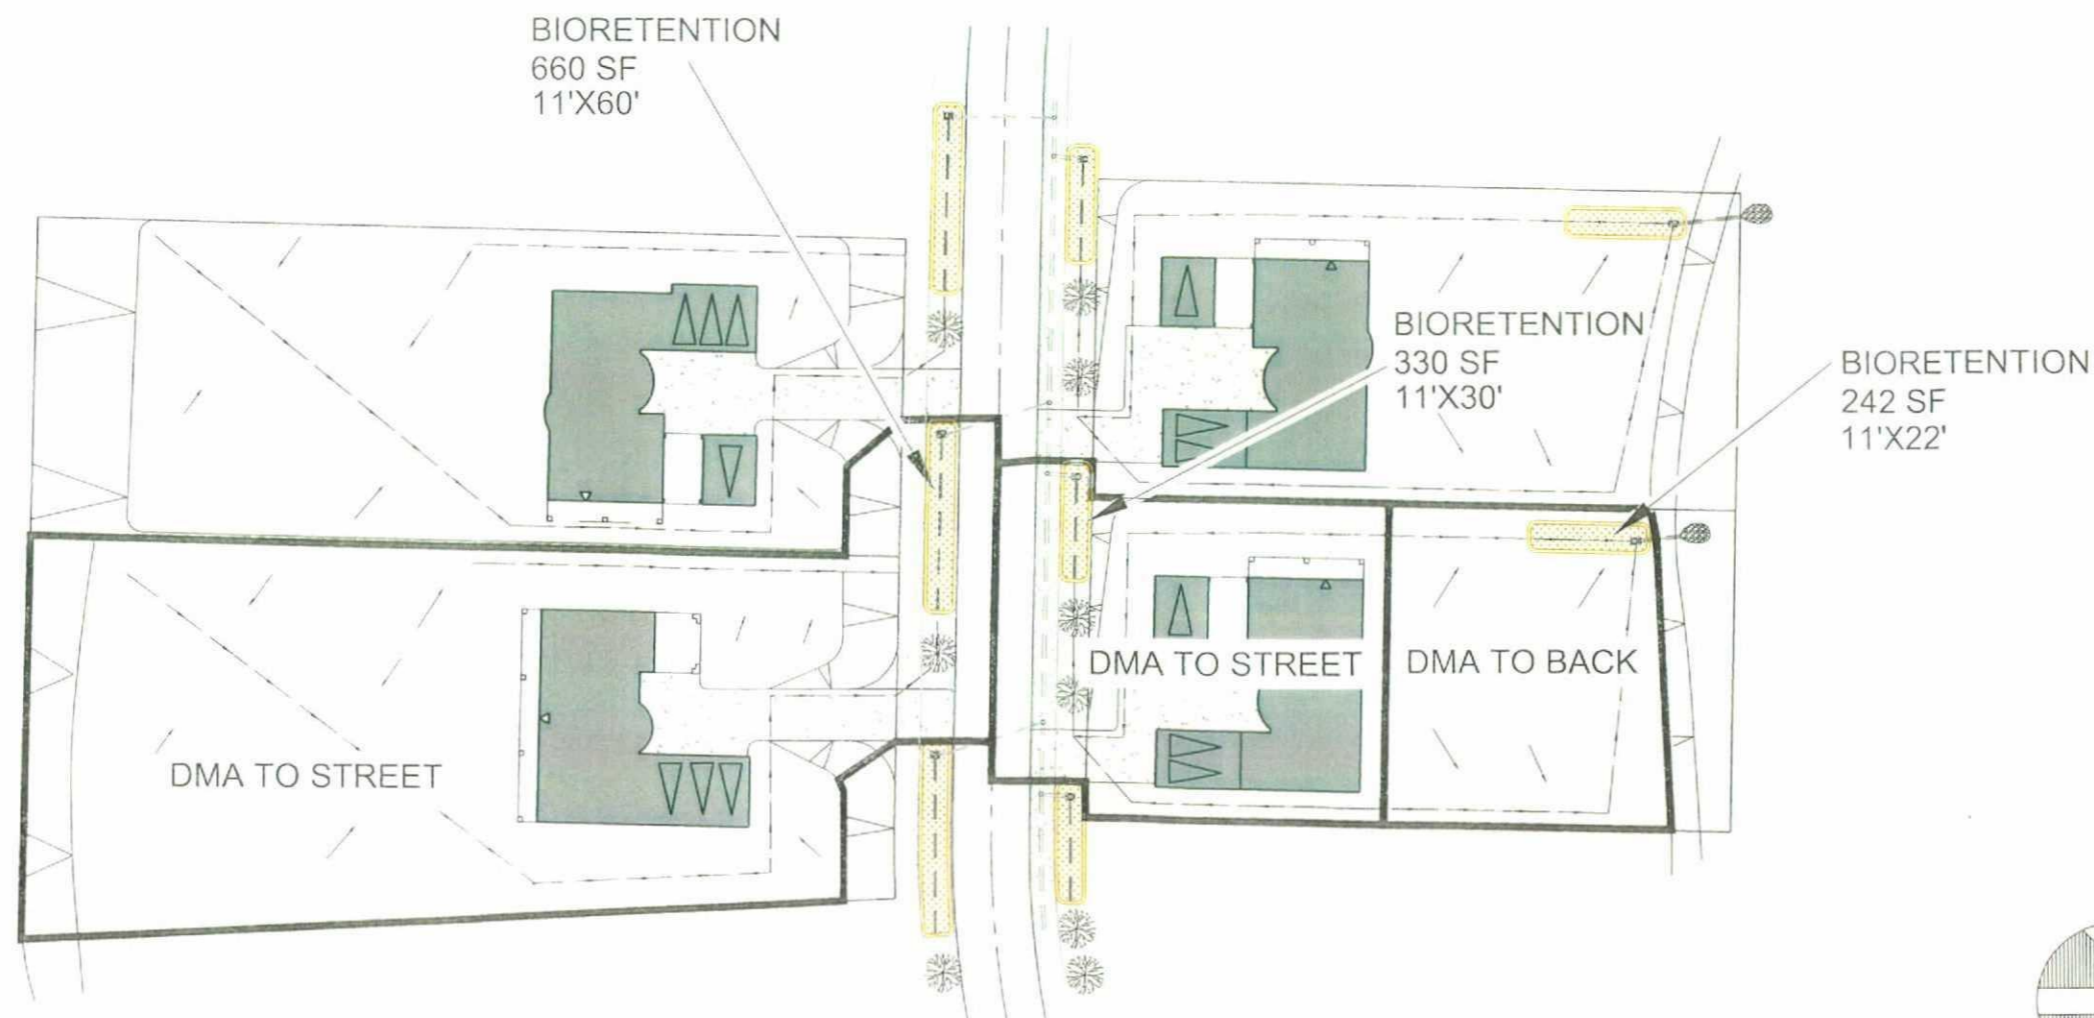 BIORETENTION
660 SF
11'X60'
BIORETENTION
330 SF
11'X30'
BIORETENTION
242 SF
11'X22'
DMA TO STREET
DMA TO BACK
DMA TO STREET